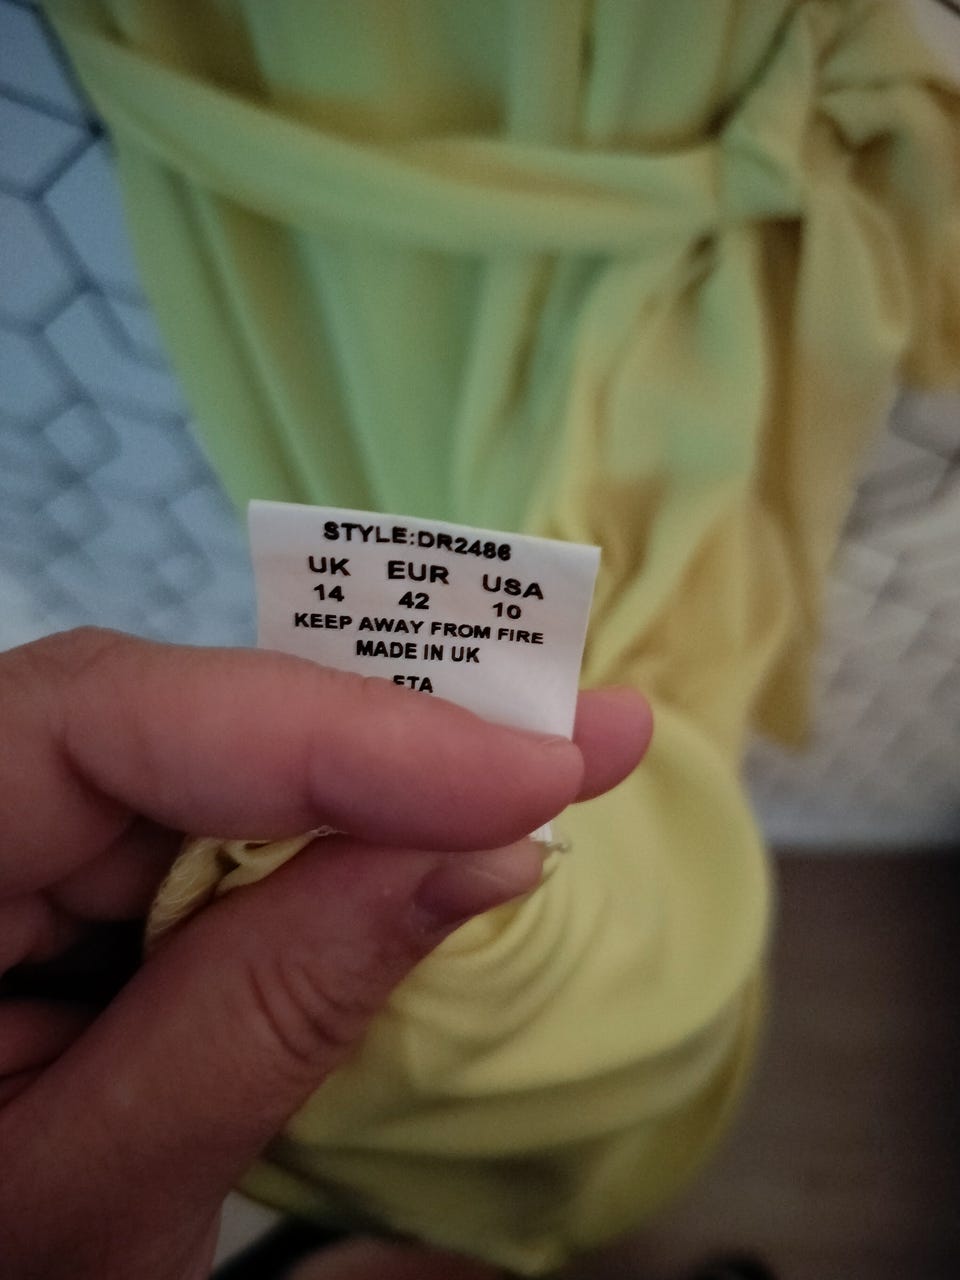 STYLE:DR2486
UK EUR USA
14 42 10
KEEP AWAY FROM FIRE
MADE IN UK